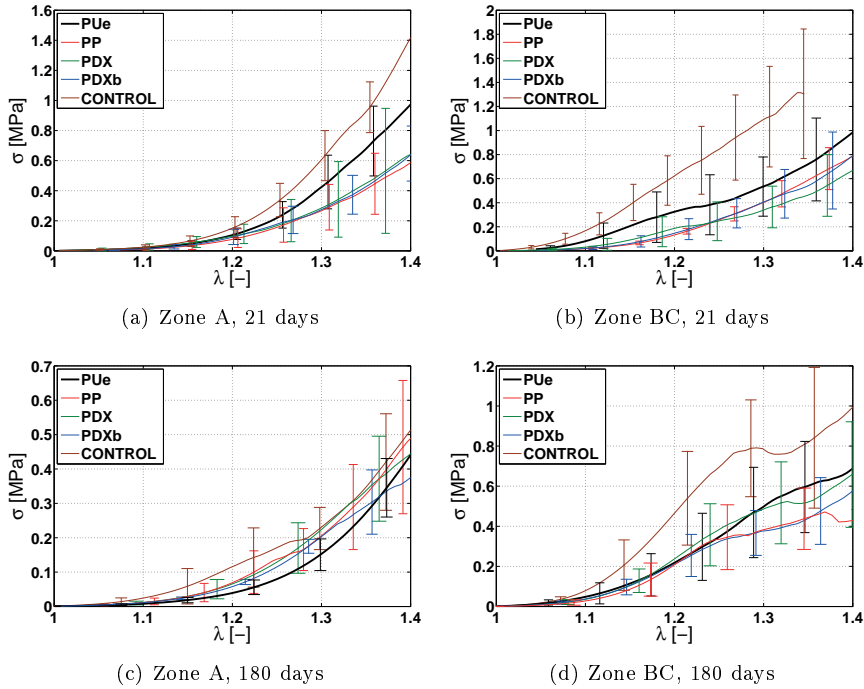 1.6
1.4
1.2
1
0.8
0.6
0.4
0.2
0
σ [MPa]
PUe
PP
PDX
PDXb
CONTROL
1 1.1 1.2 1.3 1.4
λ [–]
(a) Zone A, 21 days
2
1.8
1.6
1.4
1.2
1
0.8
0.6
0.4
0.2
0
σ [MPa]
PUe
PP
PDX
PDXb
CONTROL
1 1.1 1.2 1.3 1.4
λ [–]
(b) Zone BC, 21 days
0.7
0.6
0.5
0.4
0.3
0.2
0.1
0
σ [MPa]
PUe
PP
PDX
PDXb
CONTROL
1 1.1 1.2 1.3 1.4
λ [–]
(c) Zone A, 180 days
1.2
1
0.8
0.6
0.4
0.2
0
σ [MPa]
PUe
PP
PDX
PDXb
CONTROL
1 1.1 1.2 1.3 1.4
λ [–]
(d) Zone BC, 180 days